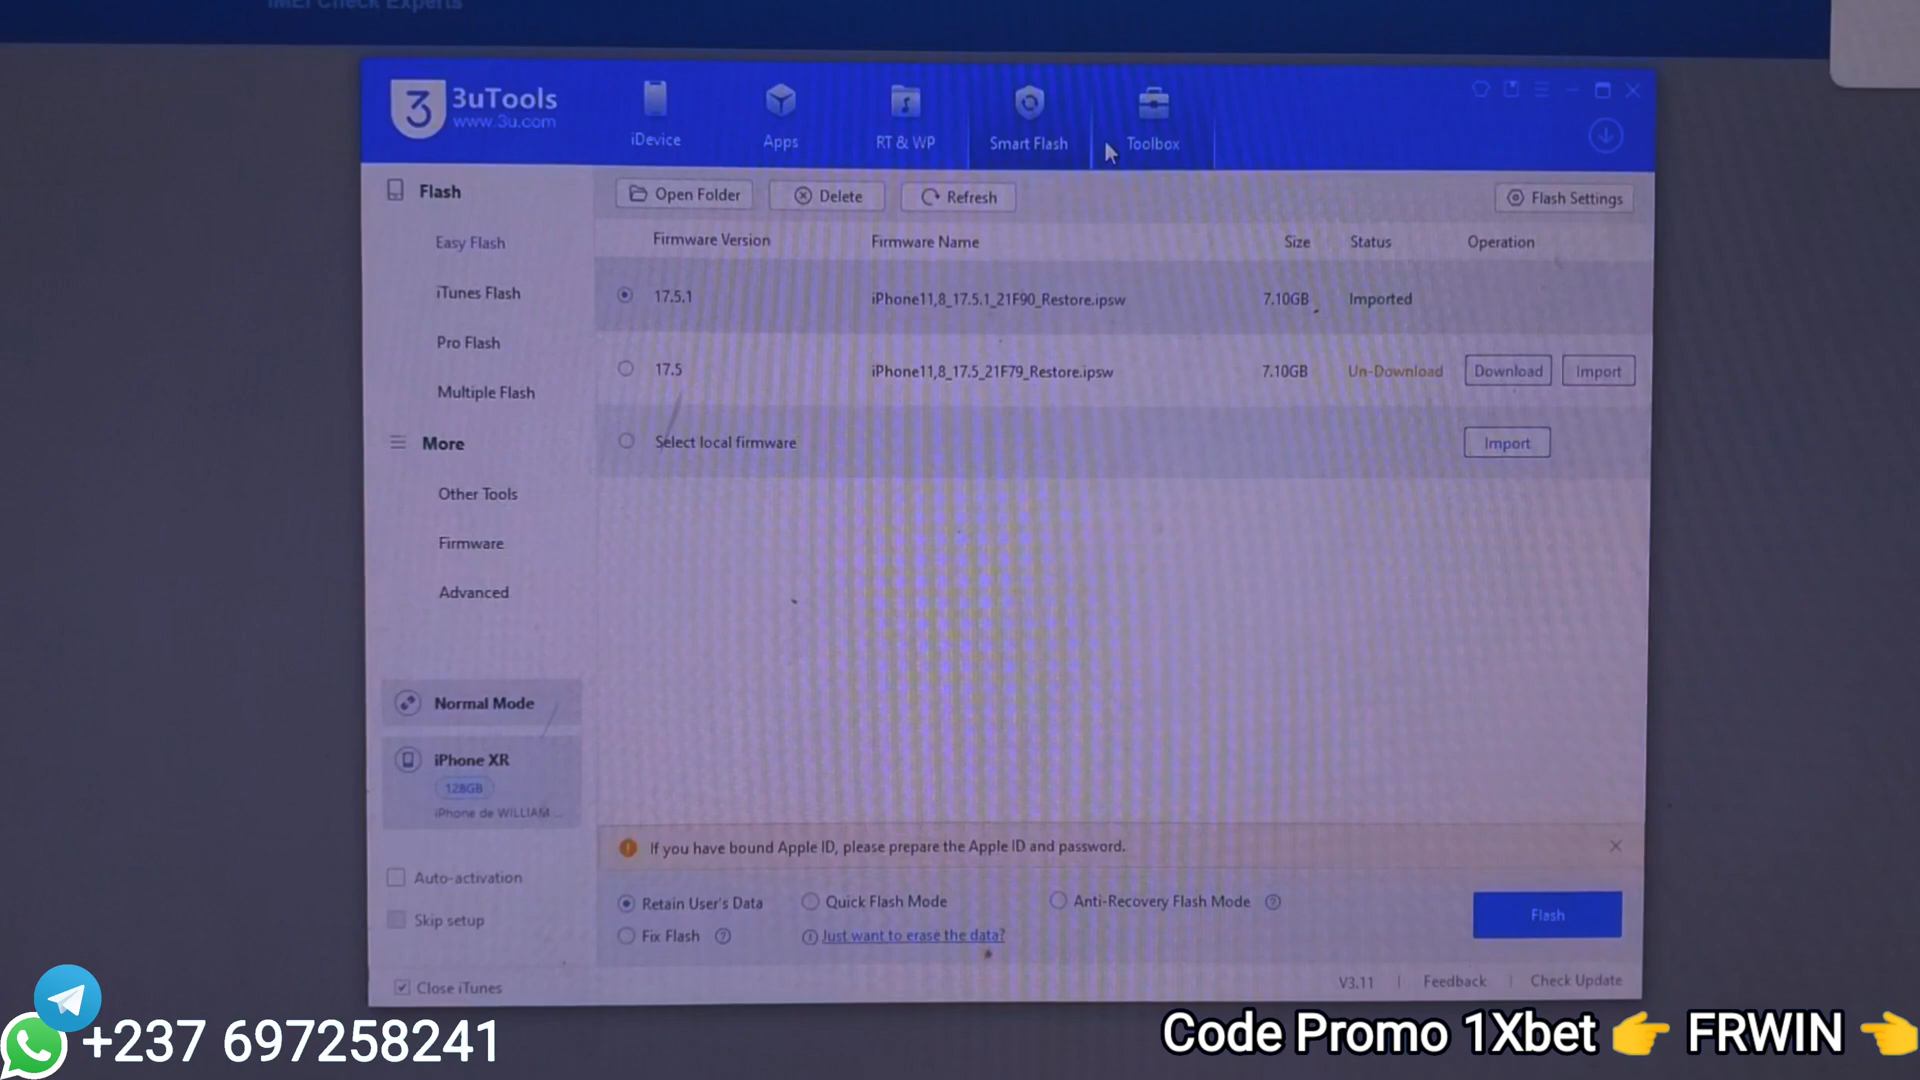 IMEI Check Experts
3uTools
www.3u.com
iDevice
Apps
RT & WP
Smart Flash
Toolbox
Flash
Open Folder
Delete
Refresh
Flash Settings
Easy Flash
Firmware Version
Firmware Name
Size
Status
Operation
iTunes Flash
17.5.1
iPhone11,8_17.5.1_21F90_Restore.ipsw
7.10GB
Imported
Pro Flash
17.5
iPhone11,8_17.5_21F79_Restore.ipsw
7.10GB
Un-Download
Download
Import
Multiple Flash
More
Select local firmware
Import
Other Tools
Firmware
Advanced
Normal Mode
iPhone XR
128GB
iPhone de WILLIAM ...
If you have bound Apple ID, please prepare the Apple ID and password.
Auto-activation
Retain User's Data
Quick Flash Mode
Anti-Recovery Flash Mode
Flash
Skip setup
Fix Flash
Just want to erase the data?
Close iTunes
V3.11
Feedback
Check Update
+237 697258241
Code Promo 1Xbet 👉 FRWIN 👈